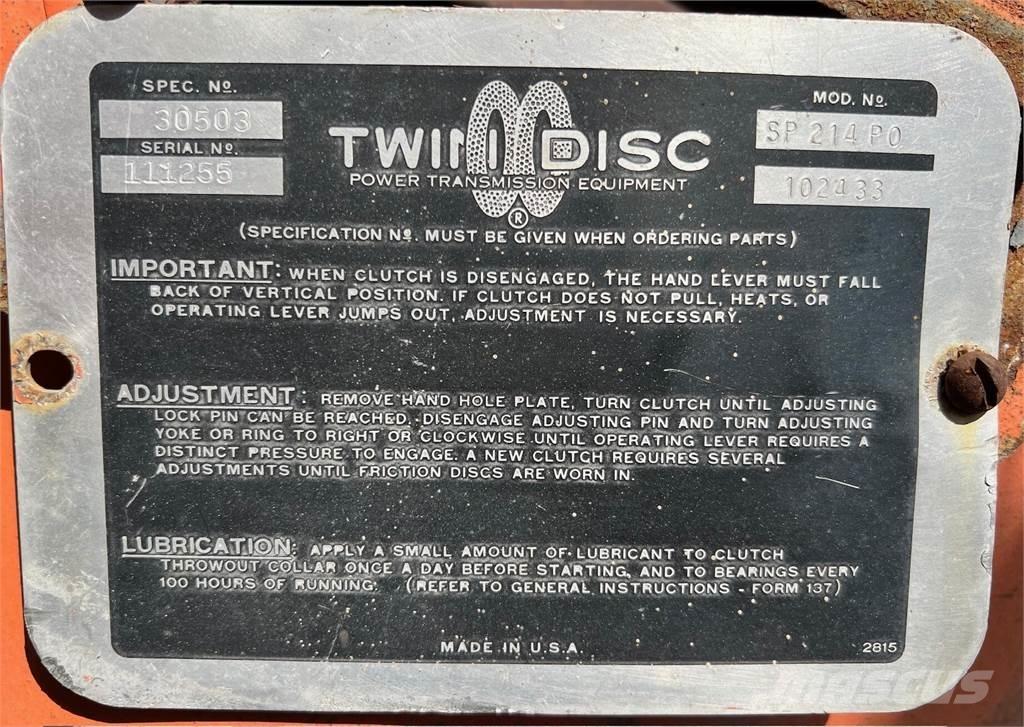 SPEC. Nº.
30503
SERIAL Nº.
111255
TWIN DISC
POWER TRANSMISSION EQUIPMENT
®
MOD. Nº.
SP 214 PO
102433
(SPECIFICATION Nº. MUST BE GIVEN WHEN ORDERING PARTS)
IMPORTANT: WHEN CLUTCH IS DISENGAGED, THE HAND LEVER MUST FALL
BACK OF VERTICAL POSITION. IF CLUTCH DOES NOT PULL, HEATS, OR
OPERATING LEVER JUMPS OUT, ADJUSTMENT IS NECESSARY.
ADJUSTMENT: REMOVE HAND HOLE PLATE, TURN CLUTCH UNTIL ADJUSTING
LOCK PIN CAN BE REACHED. DISENGAGE ADJUSTING PIN AND TURN ADJUSTING
YOKE OR RING TO RIGHT OR CLOCKWISE UNTIL OPERATING LEVER REQUIRES A
DISTINCT PRESSURE TO ENGAGE. A NEW CLUTCH REQUIRES SEVERAL
ADJUSTMENTS UNTIL FRICTION DISCS ARE WORN IN.
LUBRICATION: APPLY A SMALL AMOUNT OF LUBRICANT TO CLUTCH
THROWOUT COLLAR ONCE A DAY BEFORE STARTING, AND TO BEARINGS EVERY
100 HOURS OF RUNNING. (REFER TO GENERAL INSTRUCTIONS - FORM 137)
MADE IN U.S.A.
2815
mascus